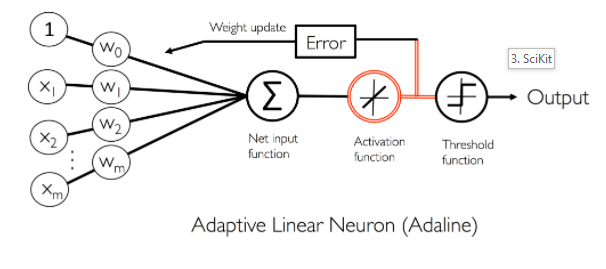 1
w₀
Weight update
Error
3. SciKit
x₁
w₁
Σ
Output
x₂
w₂
Net input
function
Activation
function
Threshold
function
⋮
wₘ
xₘ
Adaptive Linear Neuron (Adaline)